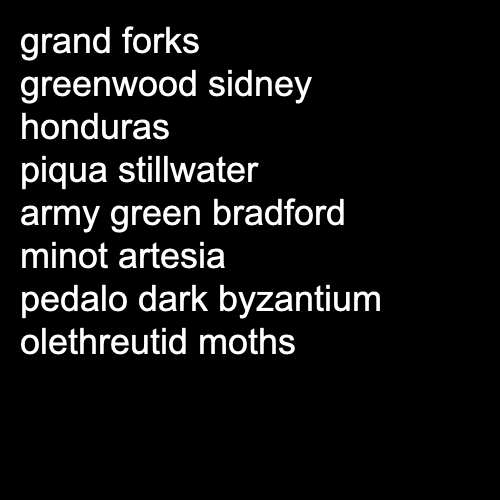 grand forks
greenwood sidney
honduras
piqua stillwater
army green bradford
minot artesia
pedalo dark byzantium
olethreutid moths